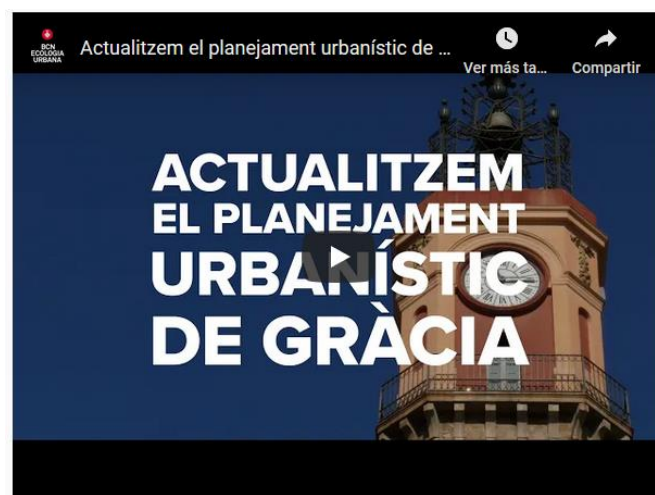 BCN
ECOLOGIA
URBANA
Actualitzem el planejament urbanístic de ...
Ver más ta...
Compartir
ACTUALITZEM
EL PLANEJAMENT
URBANÍSTIC
DE GRÀCIA